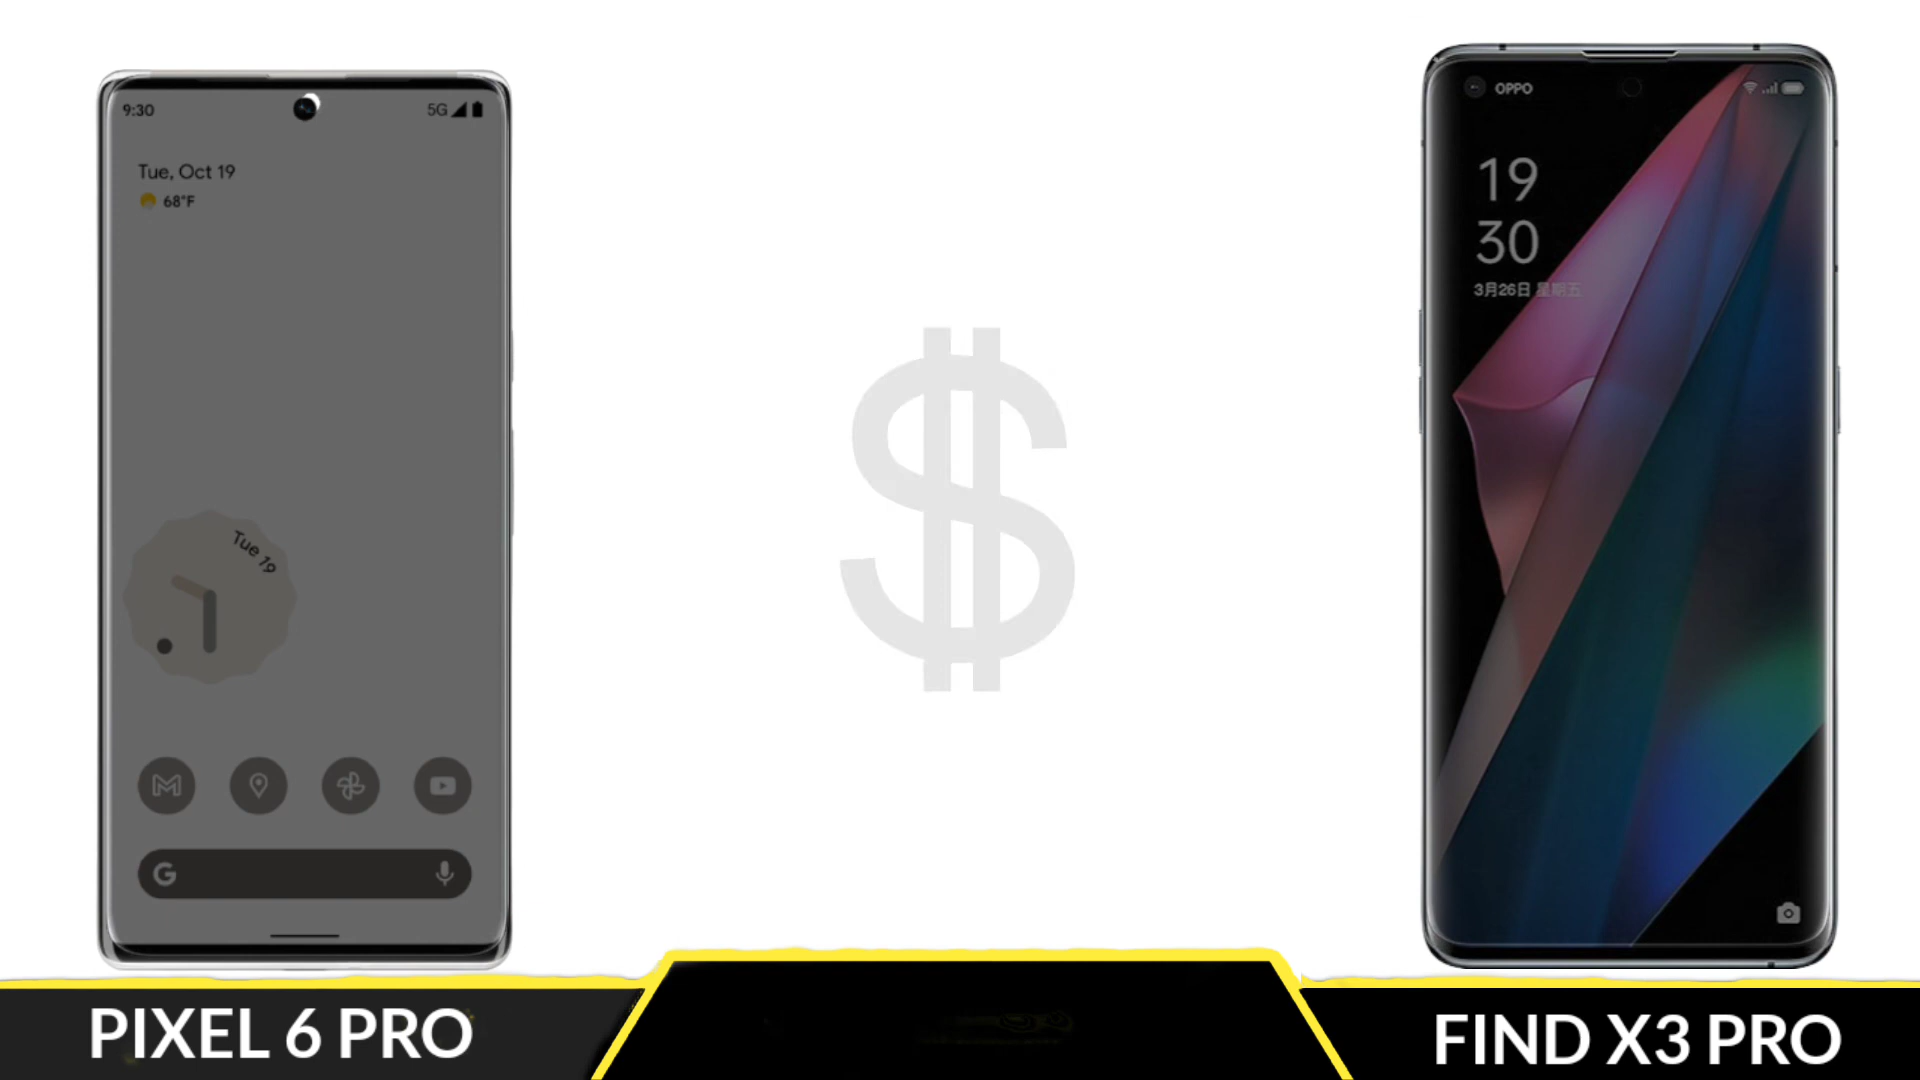 9:30
5G
Tue, Oct 19
68°F
Tue 19
G
OPPO
19
30
3月26日 星期五
$
PIXEL 6 PRO
FIND X3 PRO